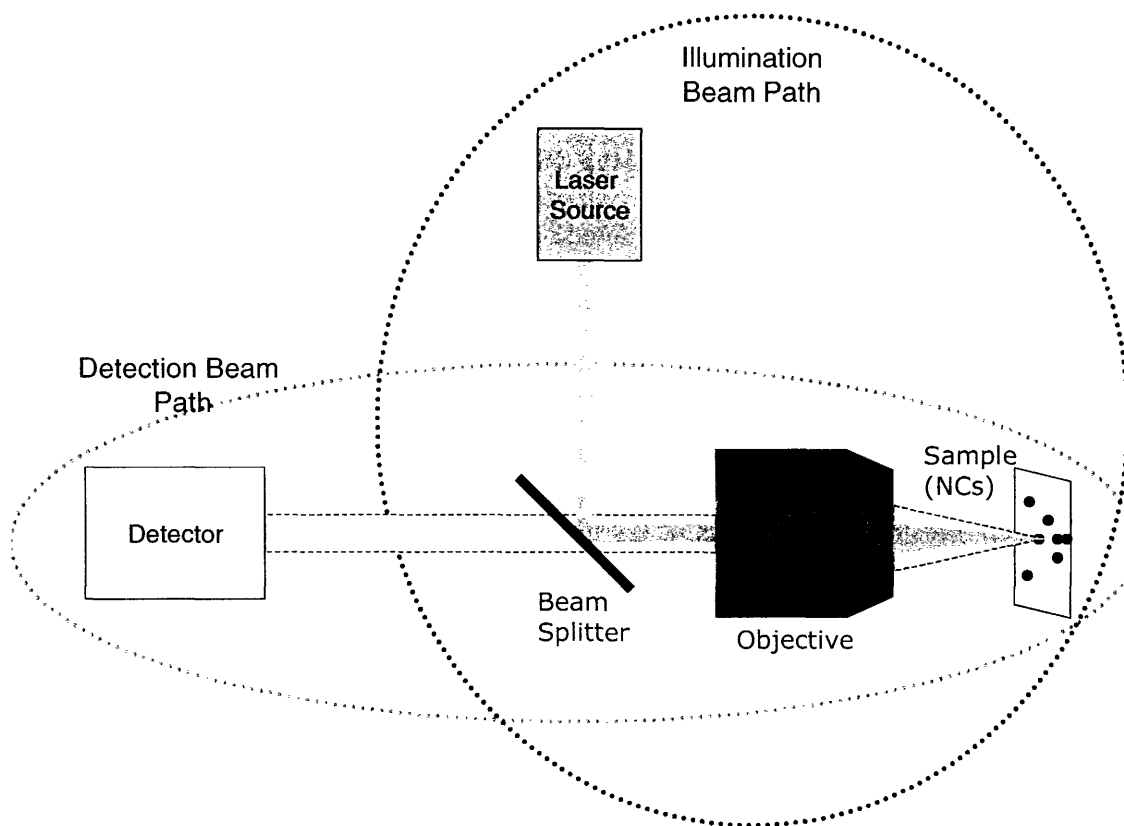 Illumination
Beam Path
Laser
Source
Detection Beam
Path
Sample
(NCs)
Detector
Beam
Splitter
Objective